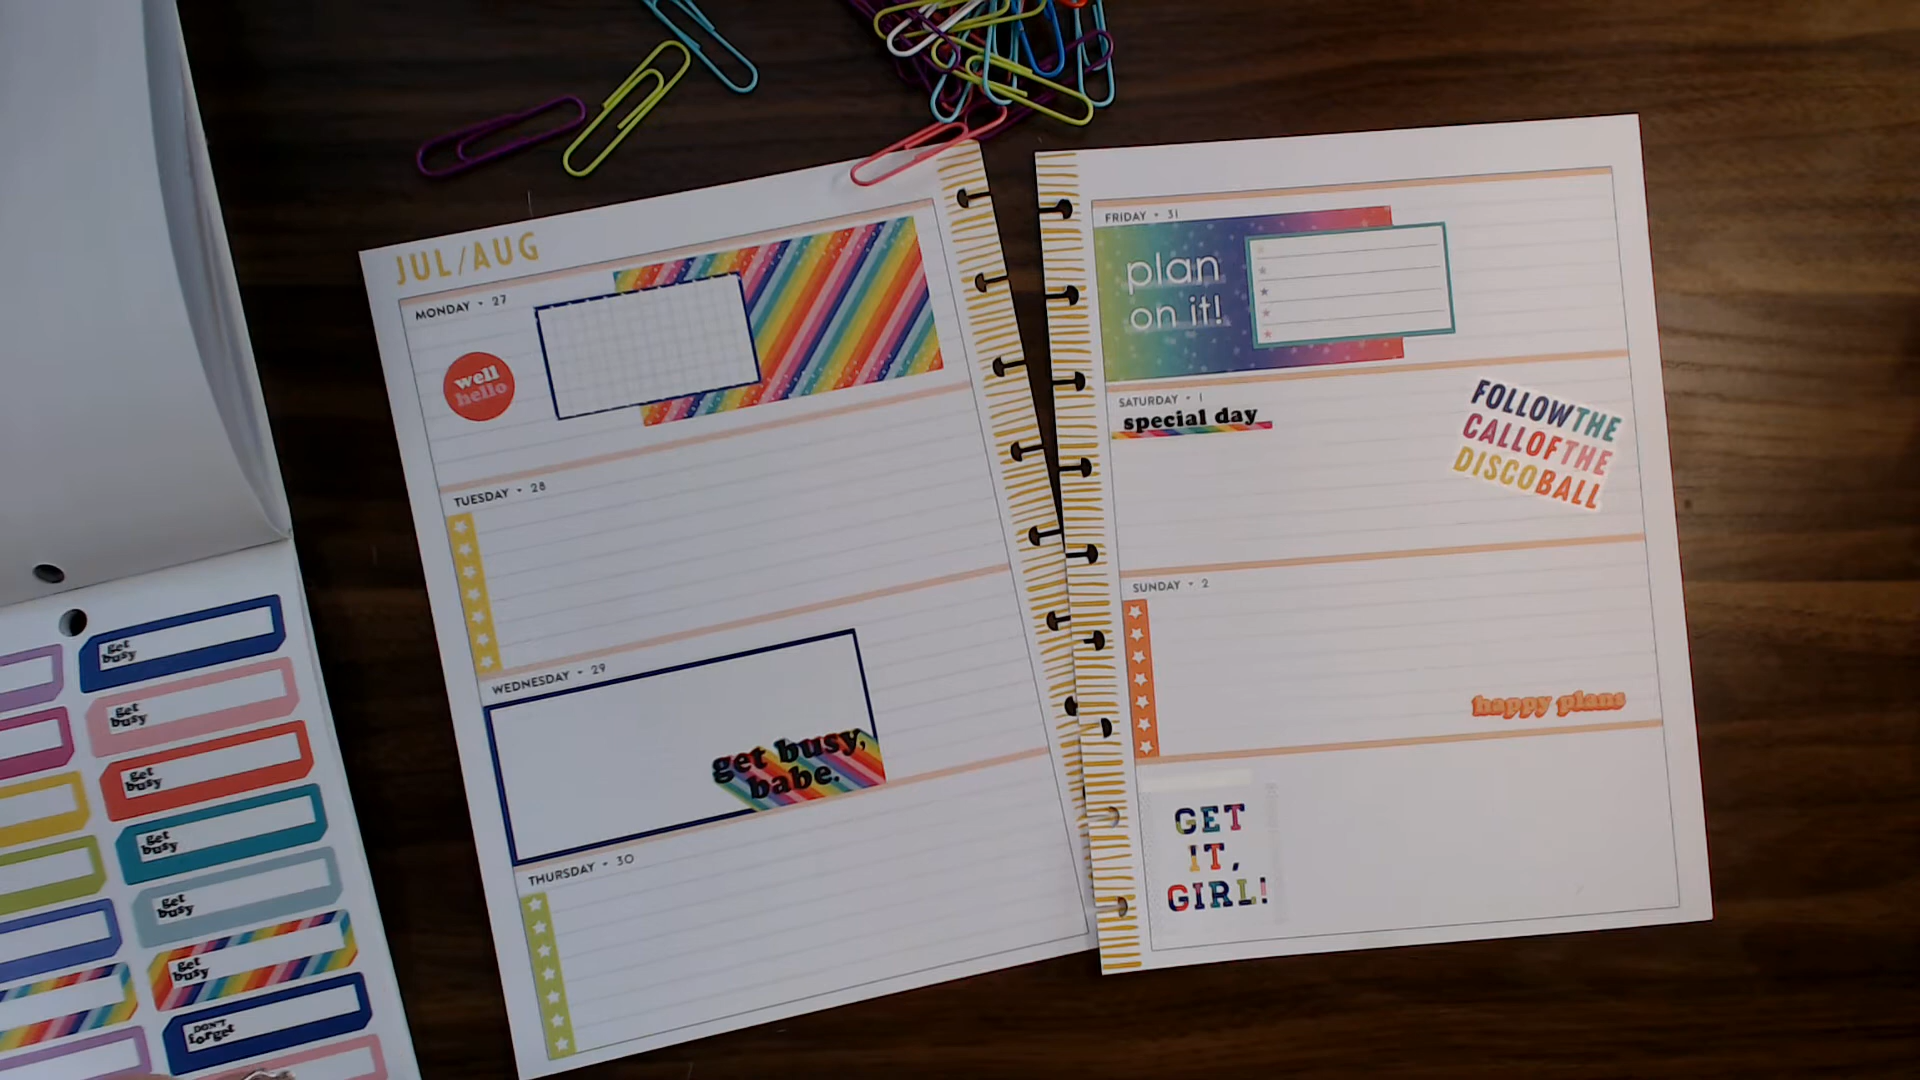 JUL/AUG
MONDAY • 27
well
hello
TUESDAY • 28
WEDNESDAY • 29
get busy,
babe.
THURSDAY • 30
FRIDAY • 31
plan
on it!
SATURDAY • 1
special day
FOLLOW THE
CALL OF THE
DISCO BALL
SUNDAY • 2
happy plans
GET
IT,
GIRL!
get
busy
get
busy
get
busy
get
busy
get
busy
get
busy
DON'T
forget